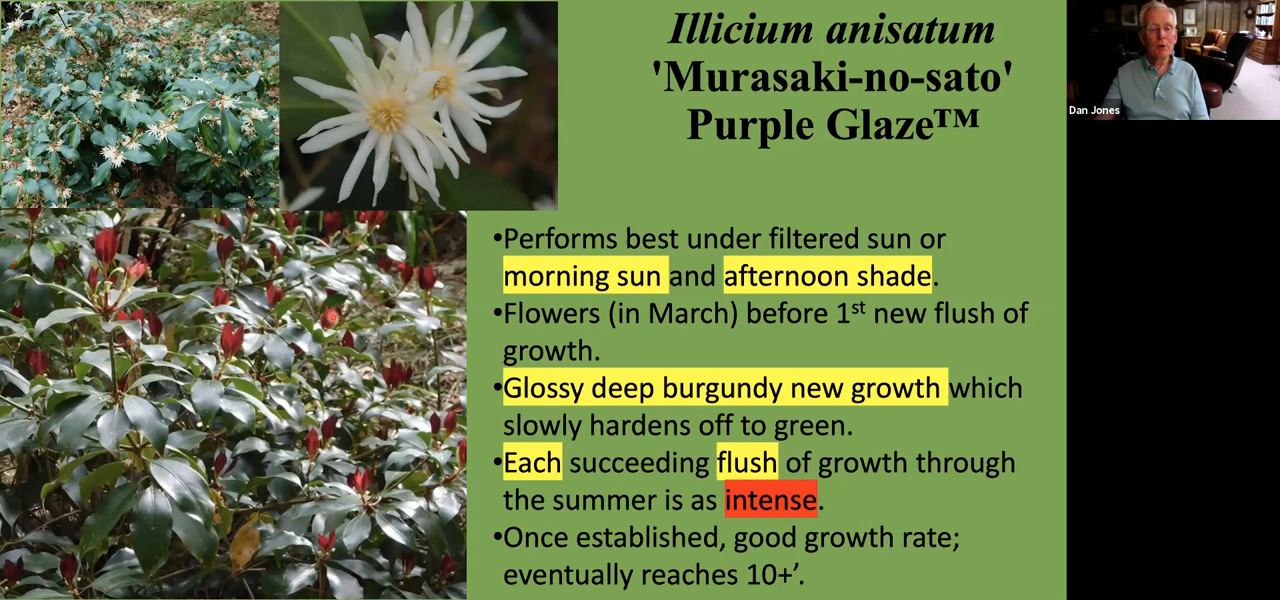 Illicium anisatum
'Murasaki-no-sato'
Purple Glaze™
Dan Jones
•Performs best under filtered sun or
morning sun and afternoon shade.
•Flowers (in March) before 1st new flush of
growth.
•Glossy deep burgundy new growth which
slowly hardens off to green.
•Each succeeding flush of growth through
the summer is as intense.
•Once established, good growth rate;
eventually reaches 10+’.